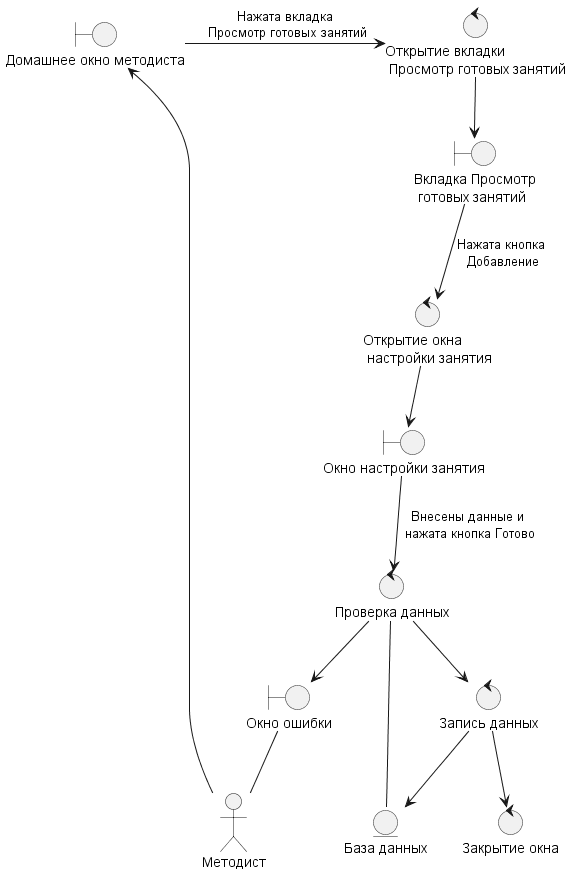 Нажата вкладка
Просмотр готовых занятий
Домашнее окно методиста
Открытие вкладки
Просмотр готовых занятий
Вкладка Просмотр
готовых занятий
Нажата кнопка
Добавление
Открытие окна
настройки занятия
Окно настройки занятия
Внесены данные и
нажата кнопка Готово
Проверка данных
Окно ошибки
Запись данных
Методист
База данных
Закрытие окна